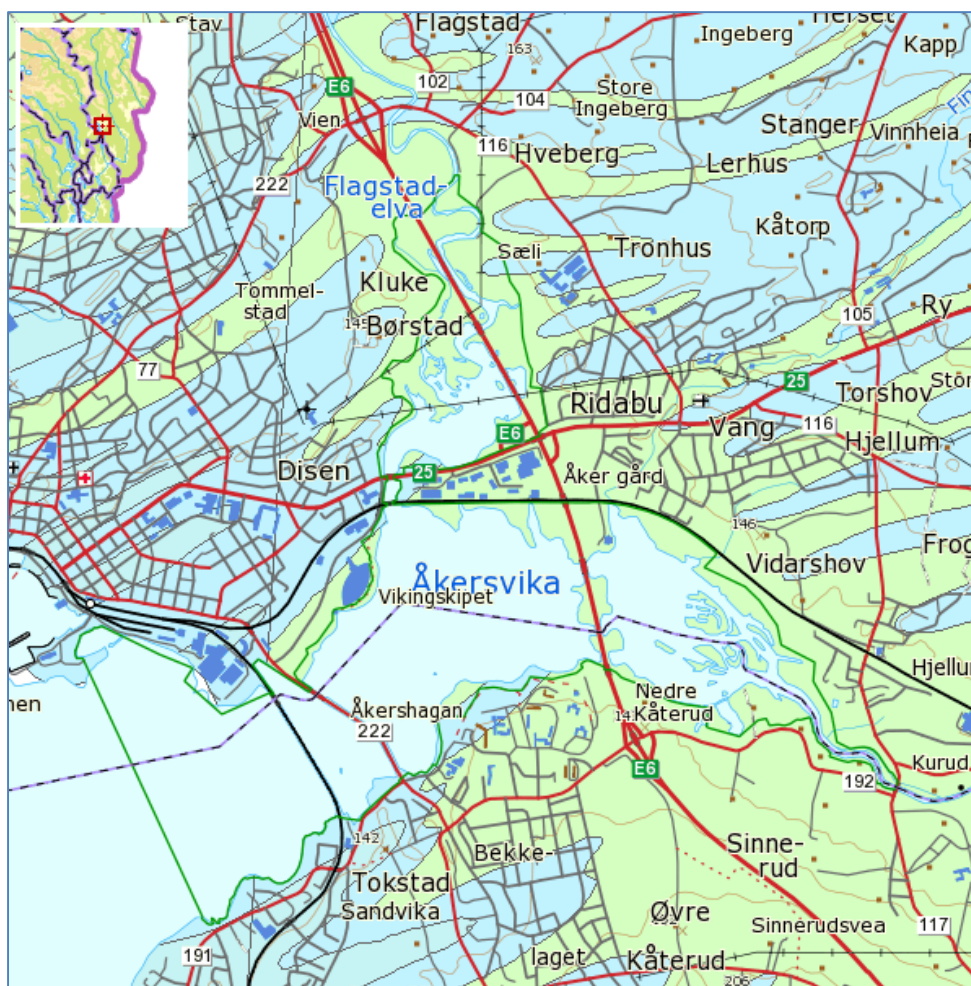 Stav
Flagstad
Herset
Ingeberg
Kapp
163
E6
102
Store
Ingeberg
104
Vien
Stanger
Vinnheia
116
Hveberg
Lerhus
222
Flagstad-
elva
Kåtorp
Sæli
Tronhus
Kluke
Tommel-
stad
145
Børstad
105
Ry
77
25
Torshov
Ridabu
E6
Vang
116
Hjellum
Disen
25
Åker gård
146
Vidarshov
Åkersvika
Vikingskipet
Nedre
Kåterud
Åkershagan
222
E6
192
Kurud
142
Sinne-
rud
Bekke-
Tokstad
Sandvika
Øvre
Sinnerudsvea
117
191
laget
Kåterud
206